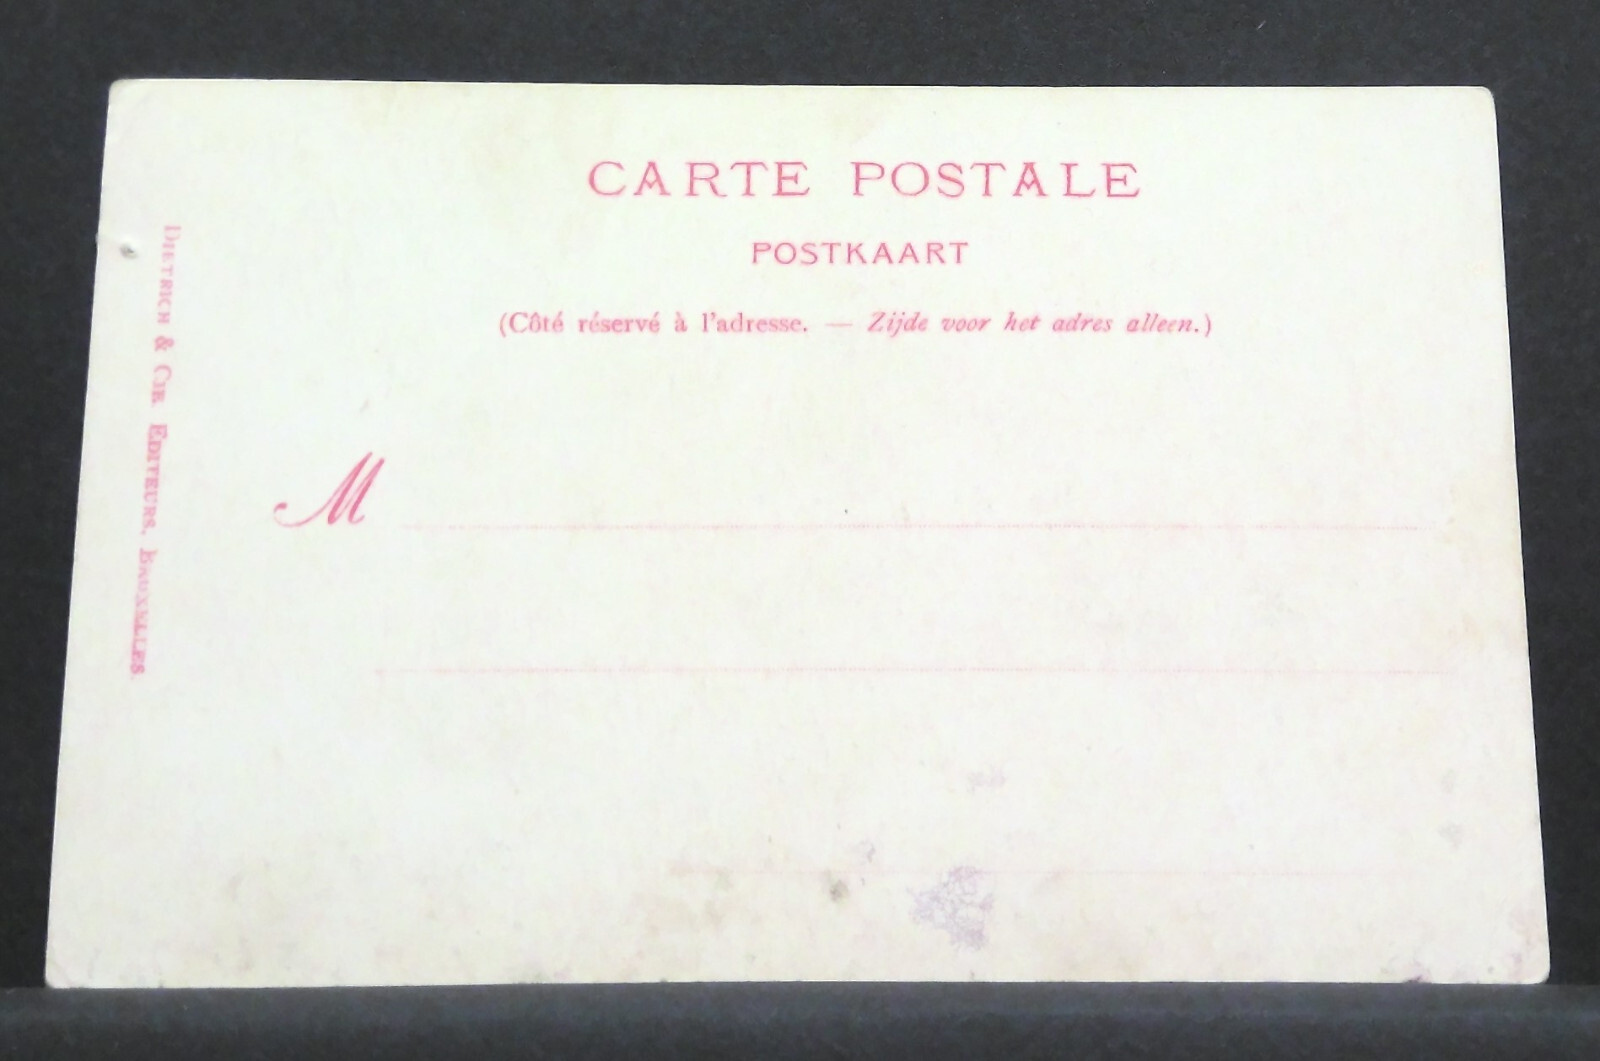 CARTE POSTALE
POSTKAART
(Côté réservé à l'adresse. — Zijde voor het adres alleen.)
M
DIETRICH & CIE. EDITEURS, BRUXELLES.